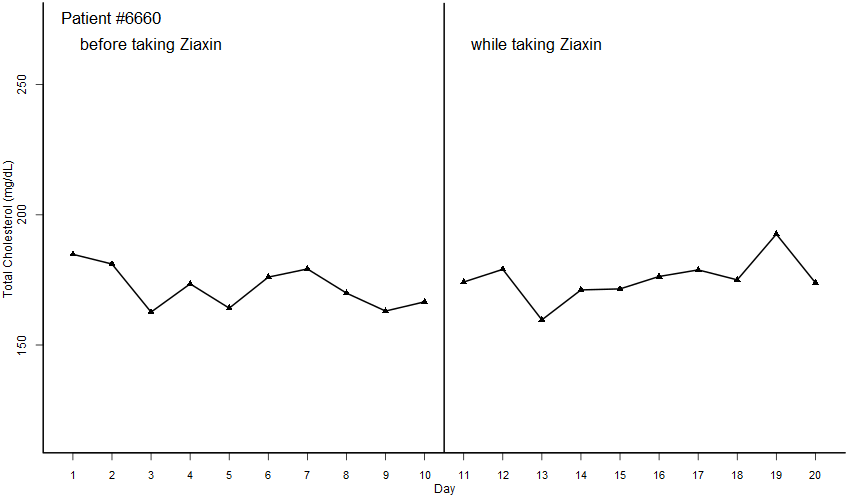 Patient #6660
before taking Ziaxin
while taking Ziaxin
Total Cholesterol (mg/dL)
250
200
150
1 2 3 4 5 6 7 8 9 10 11 12 13 14 15 16 17 18 19 20
Day